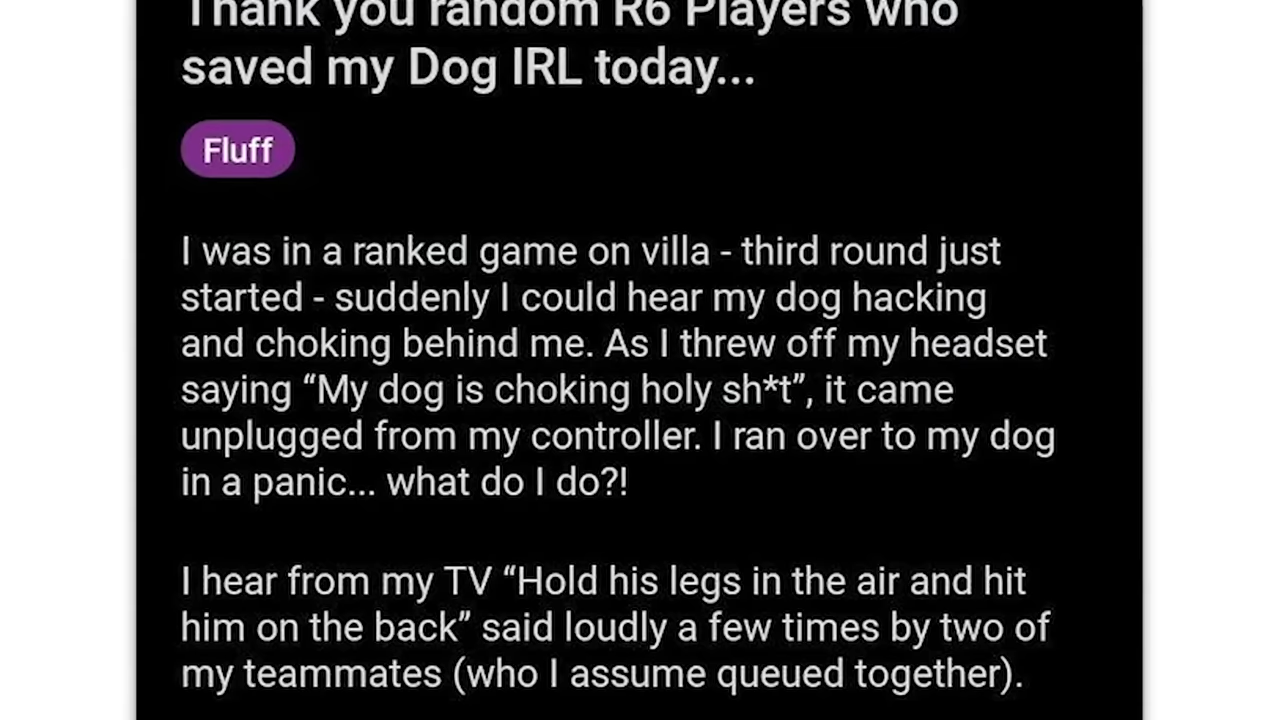 Thank you random R6 Players who
saved my Dog IRL today...
Fluff
I was in a ranked game on villa - third round just
started - suddenly I could hear my dog hacking
and choking behind me. As I threw off my headset
saying “My dog is choking holy sh*t”, it came
unplugged from my controller. I ran over to my dog
in a panic... what do I do?!
I hear from my TV “Hold his legs in the air and hit
him on the back” said loudly a few times by two of
my teammates (who I assume queued together).